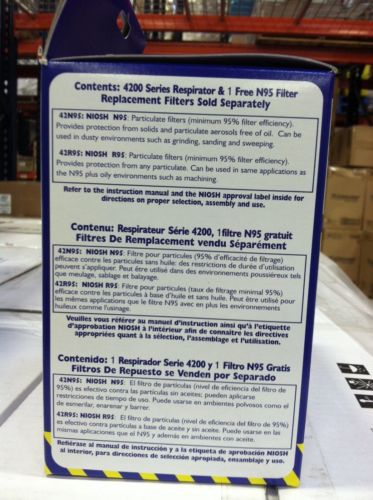 Contents: 4200 Series Respirator & 1 Free N95 Filter
Replacement Filters Sold Separately
42N95: NIOSH N95: Particulate filters (minimum 95% filter efficiency).
Provides protection from solids and particulate aerosols free of oil. Can be
used in dusty environments such as grinding, sanding and sweeping.
42R95: NIOSH R95: Particulate filters (minimum 95% filter efficiency).
Provides protection from any particulate. Can be used in same applications as
the N95 plus oily environments such as machining.
Refer to the instruction manual and the NIOSH approval label inside for
directions on proper selection, assembly and use.
Contenu: Respirateur Série 4200, 1filtre N95 gratuit
Filtres De Remplacement vendu Séparément
42N95: NIOSH N95: Filtre pour particules (95% d'efficacité de filtrage)
efficace contre les particules sans huile: des restrictions de durée d'utilisation
peuvent s'appliquer. Peut être utilisé dans des environnements poussiéreux tels
que meulage, sablage et balayage.
42R95: NIOSH R95: Filtre pour particules (taux de filtrage minimal 95%)
efficace contre les particules à base d'huile et sans huile. Peut être utilisé pour
les mêmes applications que le filtre N95 avec en plus les environnements
huileux comme l'usinage.
Veuilles vous référer au manuel d'instruction ainsi qu'à l'etiquette
d'approbation NIOSH à l'intérieur afin de connaitre les directives
appropriées quant à la sélection, l'assemblage et l'utilisation.
Contenido: 1 Respirador Serie 4200 y 1 Filtro N95 Gratis
Filtros De Repuesto se Venden por Separado
42N95: NIOSH N95: El filtro de partículas (nivel de eficiencia del filtro de
95%) es efectivo contra las partículas sin aceites; pueden aplicarse
restricciones de tiempo de uso. Puede usarse en ambientes polvosos como el
de esmerilar, enarenar y barrer.
42R95: NIOSH R95: El filtro de partículas (nivel de eficiencia del filtro de 95%)
es efectivo contra partículas a base de aceite y sin aceite. Puede usarse en las
mismas aplicaciones que el N95 y además en ambientes con aceite.
Refiérase al manual de instrucción y a la etiqueta de aprobación NIOSH
al interior, para direcciones de selección apropiada, ensamblaje y uso.